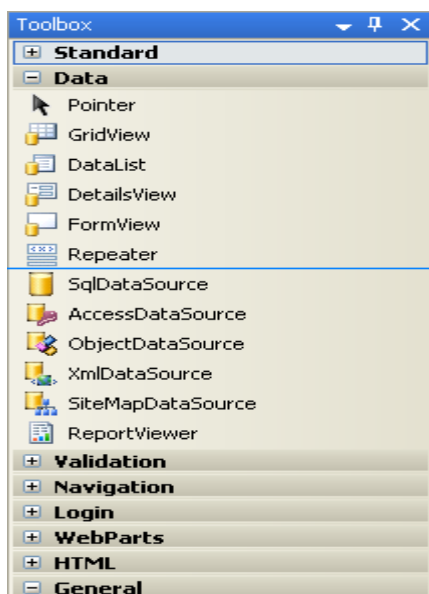 Toolbox
Standard
Data
Pointer
GridView
DataList
DetailsView
FormView
Repeater
SqlDataSource
AccessDataSource
ObjectDataSource
XmlDataSource
SiteMapDataSource
ReportViewer
Validation
Navigation
Login
WebParts
HTML
General